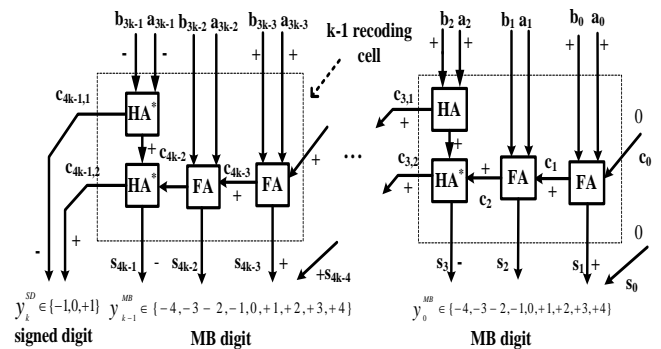 b3k-1 a3k-1 b3k-2 a3k-2 b3k-3 a3k-3 k-1 recoding cell b2 a2 b1 a1 b0 a0
- - + + + + + +
c4k-1,1 HA* c3,1 HA 0
+ + + c0
c4k-1,2 HA* c4k-2 FA c4k-3 FA + ... c3,2 HA* + c2 FA c1 + FA
+ + +
- + s4k-1 - s4k-2 s4k-3 + +s4k-4 s3 - s2 s1 + 0 s0
y k SD ∈{-1,0,+1} y k-1 MB ∈{-4,-3-2,-1,0,+1,+2,+3,+4} y 0 MB ∈{-4,-3-2,-1,0,+1,+2,+3,+4}
signed digit MB digit MB digit